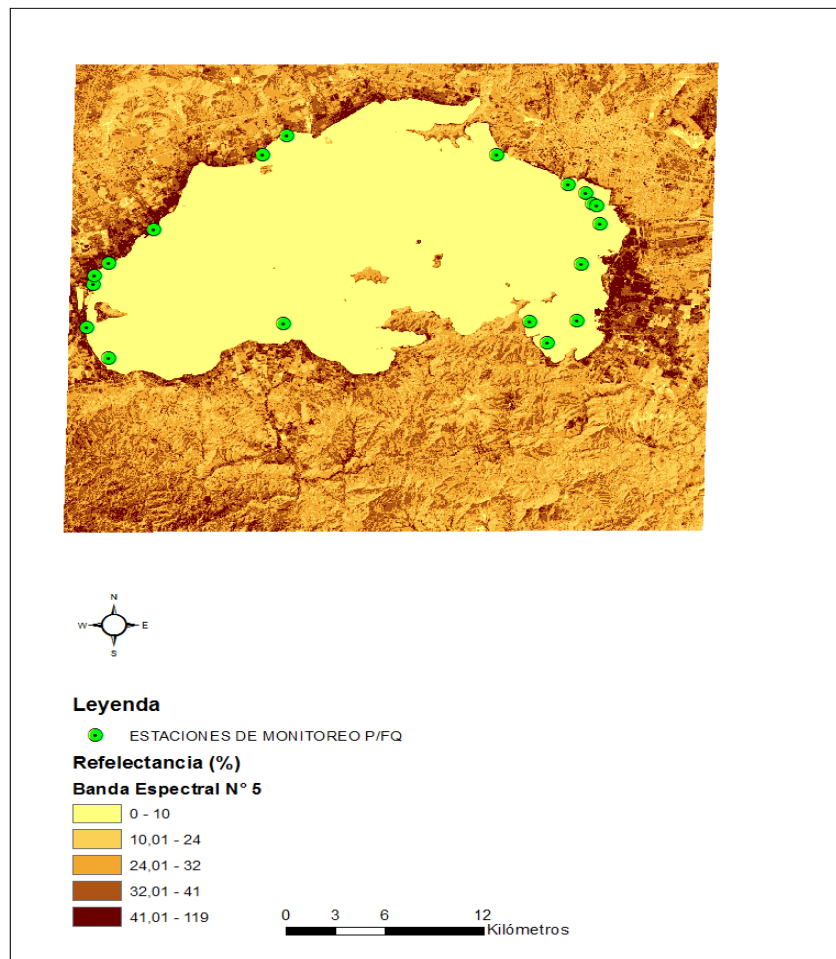 N
W E
S
Leyenda
ESTACIONES DE MONITOREO P/FQ
Refelectancia (%)
Banda Espectral N° 5
0 - 10
10,01 - 24
24,01 - 32
32,01 - 41
41,01 - 119
0 3 6 12
Kilómetros